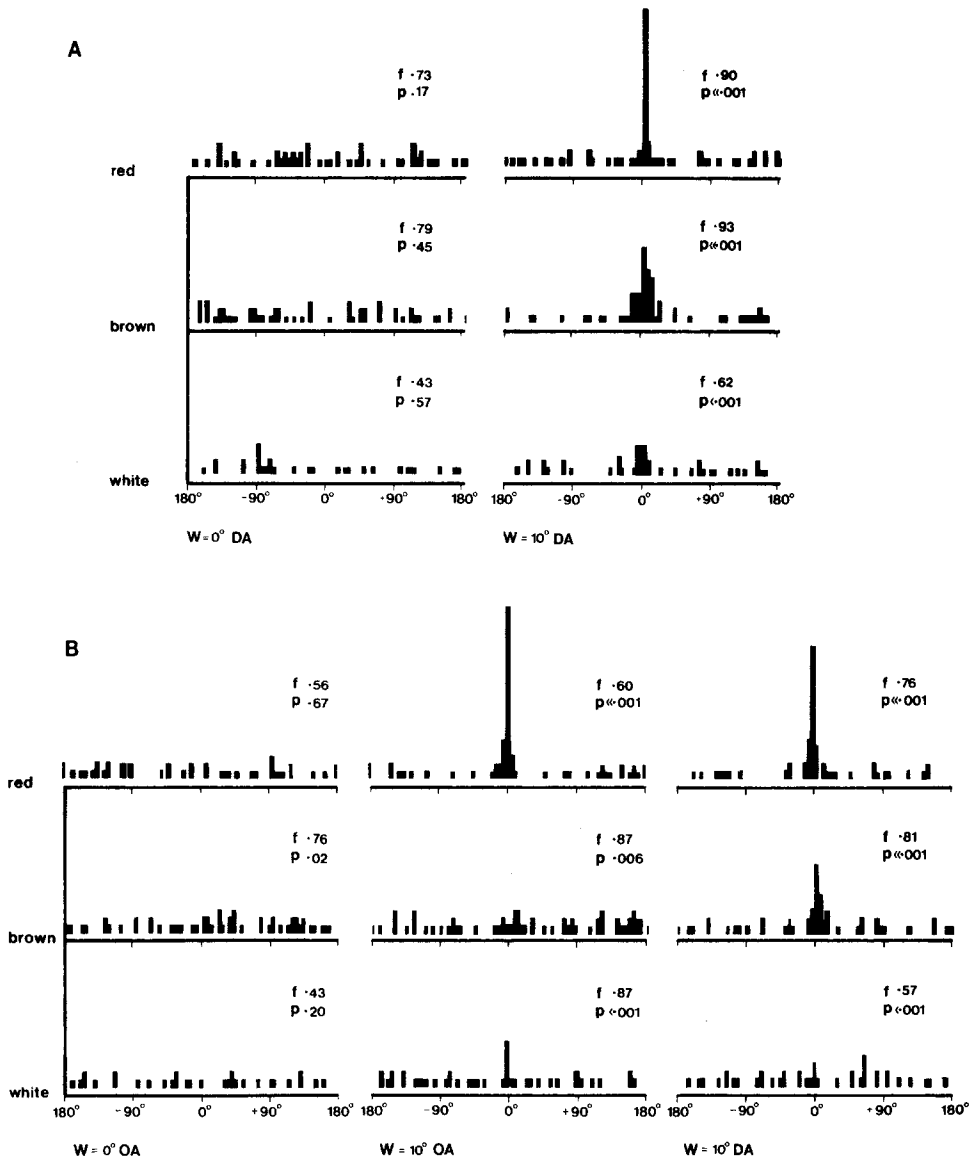 A
f ·73
p ·17
f ·90
p«·001
red
f ·79
p ·45
f ·93
p«·001
brown
f ·43
p ·57
f ·62
p<·001
white
180° -90° 0° +90° 180° 180° -90° 0° +90° 180°
W = 0° DA
W = 10° DA
B
f ·56
p ·67
f ·60
p«·001
f ·76
p«·001
red
f ·76
p ·02
f ·87
p ·006
f ·81
p«·001
brown
f ·43
p ·20
f ·87
p<·001
f ·57
p<·001
white
180° -90° 0° +90° 180° -90° 0° +90° 180° -90° 0° +90° 180°
W = 0° OA
W = 10° OA
W = 10° DA